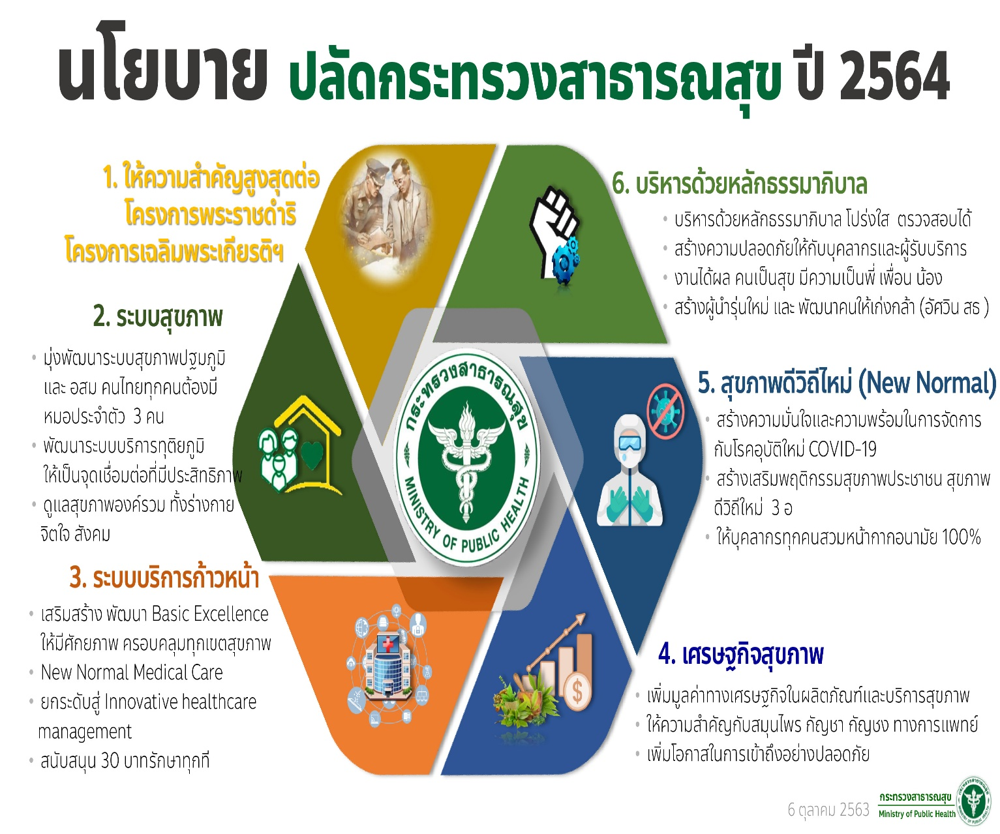 นโยบาย ปลัดกระทรวงสาธารณสุข ปี 2564
1. ให้ความสำคัญสูงสุดต่อ
โครงการพระราชดำริ
โครงการเฉลิมพระเกียรติฯ
2. ระบบสุขภาพ
• มุ่งพัฒนาระบบสุขภาพปฐมภูมิ
และ อสม คนไทยทุกคนต้องมี
หมอประจำตัว 3 คน
• พัฒนาระบบบริการทุติยภูมิ
ให้เป็นจุดเชื่อมต่อที่มีประสิทธิภาพ
• ดูแลสุขภาพองค์รวม ทั้งร่างกาย
จิตใจ สังคม
3. ระบบบริการก้าวหน้า
• เสริมสร้าง พัฒนา Basic Excellence
ให้มีศักยภาพ ครอบคลุมทุกเขตสุขภาพ
• New Normal Medical Care
• ยกระดับสู่ Innovative healthcare
management
• สนับสนุน 30 บาทรักษาทุกที่
กระทรวงสาธารณสุข
MINISTRY OF PUBLIC HEALTH
6. บริหารด้วยหลักธรรมาภิบาล
• บริหารด้วยหลักธรรมาภิบาล โปร่งใส ตรวจสอบได้
• สร้างความปลอดภัยให้กับบุคลากรและผู้รับบริการ
• งานได้ผล คนเป็นสุข มีความเป็นพี่ เพื่อน น้อง
• สร้างผู้นำรุ่นใหม่ และ พัฒนาคนให้เก่งกล้า (อัศวิน สธ )
5. สุขภาพดีวิถีใหม่ (New Normal)
• สร้างความมั่นใจและความพร้อมในการจัดการ
กับโรคอุบัติใหม่ COVID-19
• สร้างเสริมพฤติกรรมสุขภาพประชาชน สุขภาพ
ดีวิถีใหม่ 3 อ
• ให้บุคลากรทุกคนสวมหน้ากากอนามัย 100%
4. เศรษฐกิจสุขภาพ
• เพิ่มมูลค่าทางเศรษฐกิจในผลิตภัณฑ์และบริการสุขภาพ
• ให้ความสำคัญกับสมุนไพร กัญชา กัญชง ทางการแพทย์
• เพิ่มโอกาสในการเข้าถึงอย่างปลอดภัย
$
6 ตุลาคม 2563
กระทรวงสาธารณสุข
Ministry of Public Health
กระทรวงสาธารณสุข
MINISTRY OF PUBLIC HEALTH